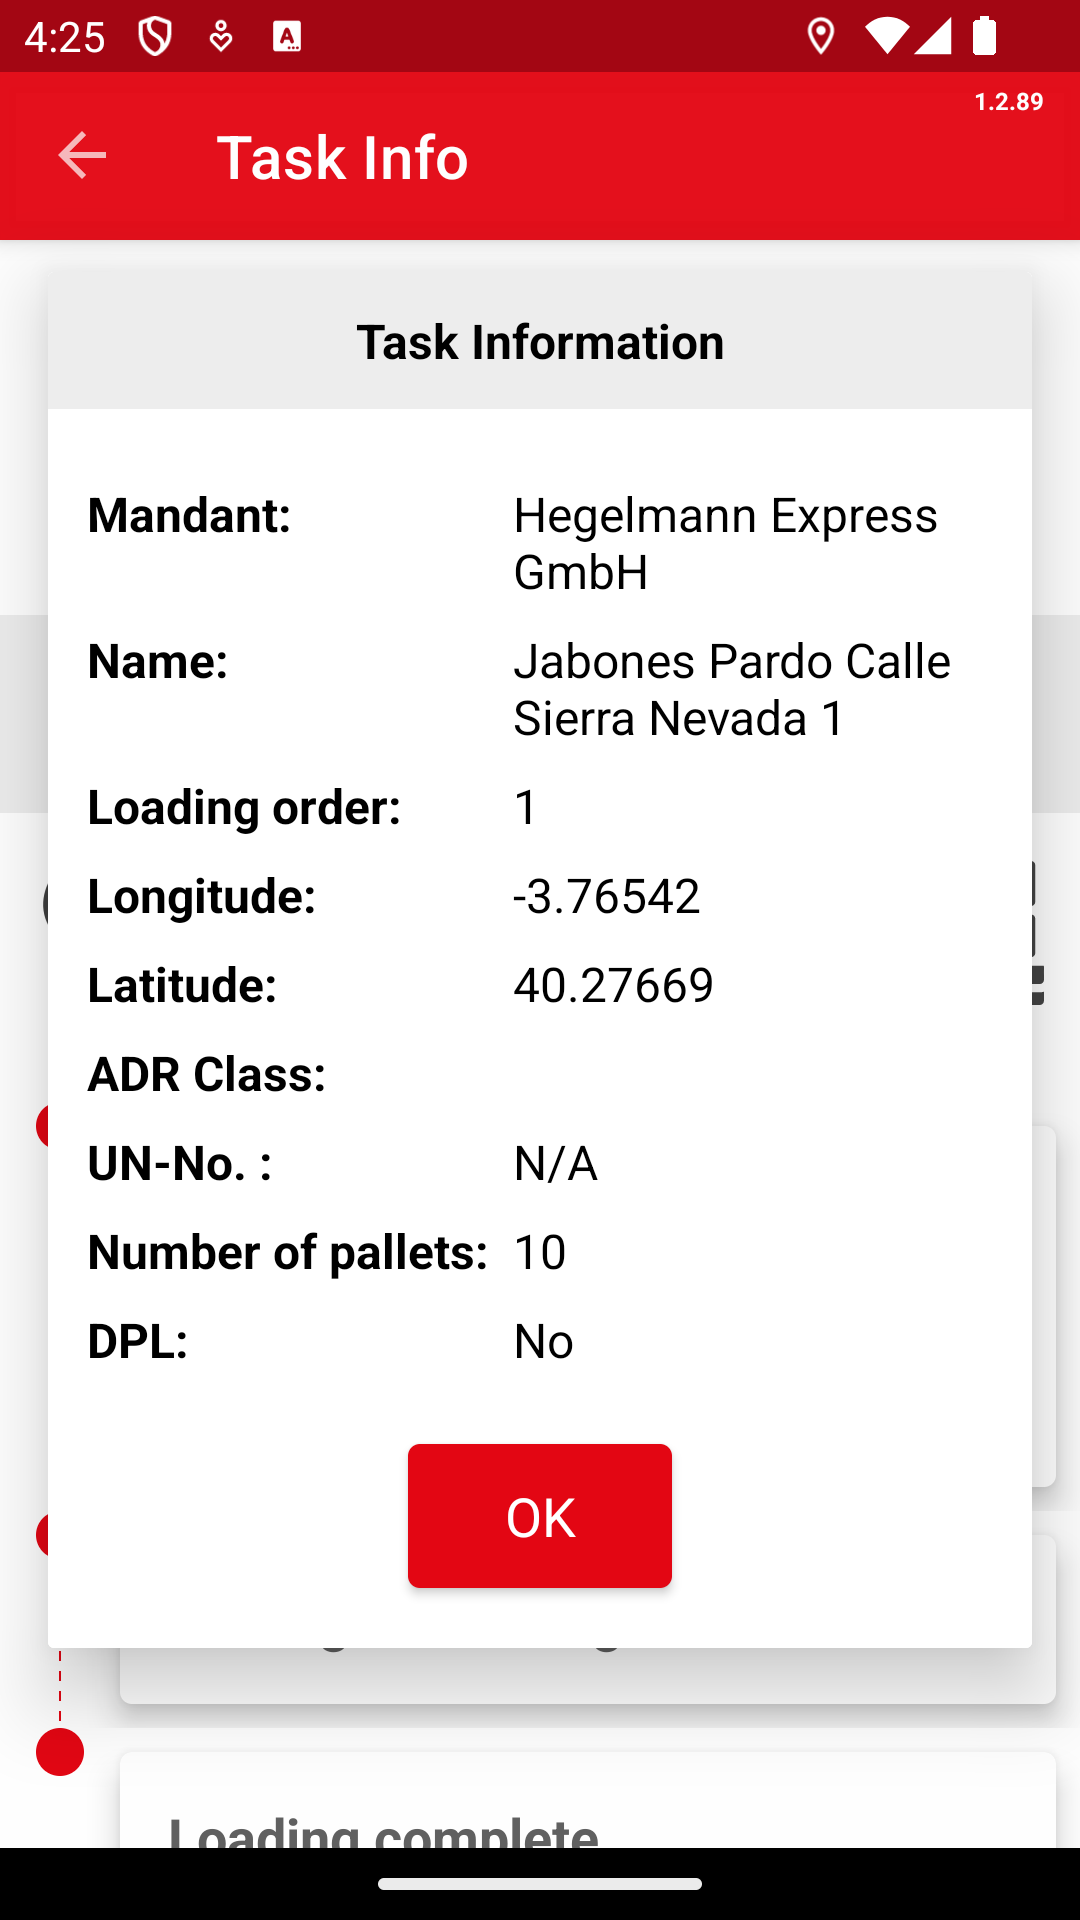 4:25
1.2.89
Task Info
Task Information
Mandant: Hegelmann Express
GmbH
Name: Jabones Pardo Calle
Sierra Nevada 1
Loading order: 1
Longitude: -3.76542
Latitude: 40.27669
ADR Class:
UN-No. : N/A
Number of pallets: 10
DPL: No
OK
Loading complete